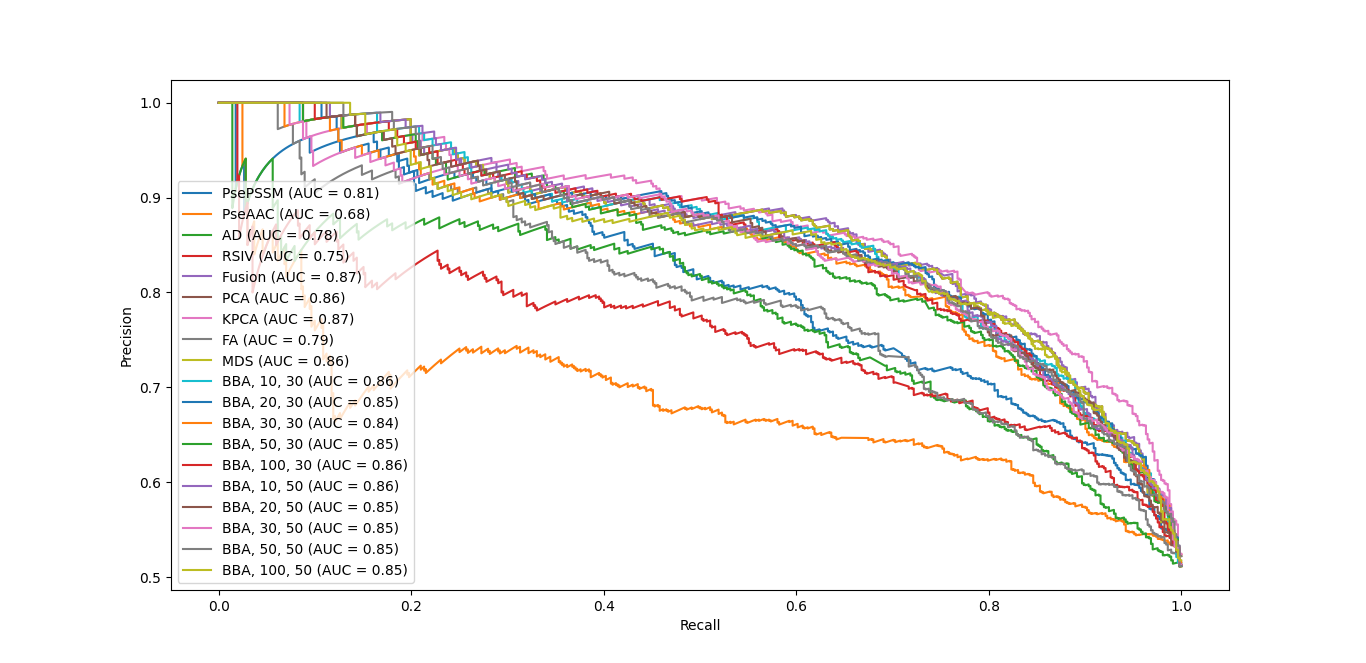 1.0
0.9
0.8
0.7
0.6
0.5
Precision
PsePSSM (AUC = 0.81)
PseAAC (AUC = 0.68)
AD (AUC = 0.78)
RSIV (AUC = 0.75)
Fusion (AUC = 0.87)
PCA (AUC = 0.86)
KPCA (AUC = 0.87)
FA (AUC = 0.79)
MDS (AUC = 0.86)
BBA, 10, 30 (AUC = 0.86)
BBA, 20, 30 (AUC = 0.85)
BBA, 30, 30 (AUC = 0.84)
BBA, 50, 30 (AUC = 0.85)
BBA, 100, 30 (AUC = 0.86)
BBA, 10, 50 (AUC = 0.86)
BBA, 20, 50 (AUC = 0.85)
BBA, 30, 50 (AUC = 0.85)
BBA, 50, 50 (AUC = 0.85)
BBA, 100, 50 (AUC = 0.85)
0.0 0.2 0.4 0.6 0.8 1.0
Recall